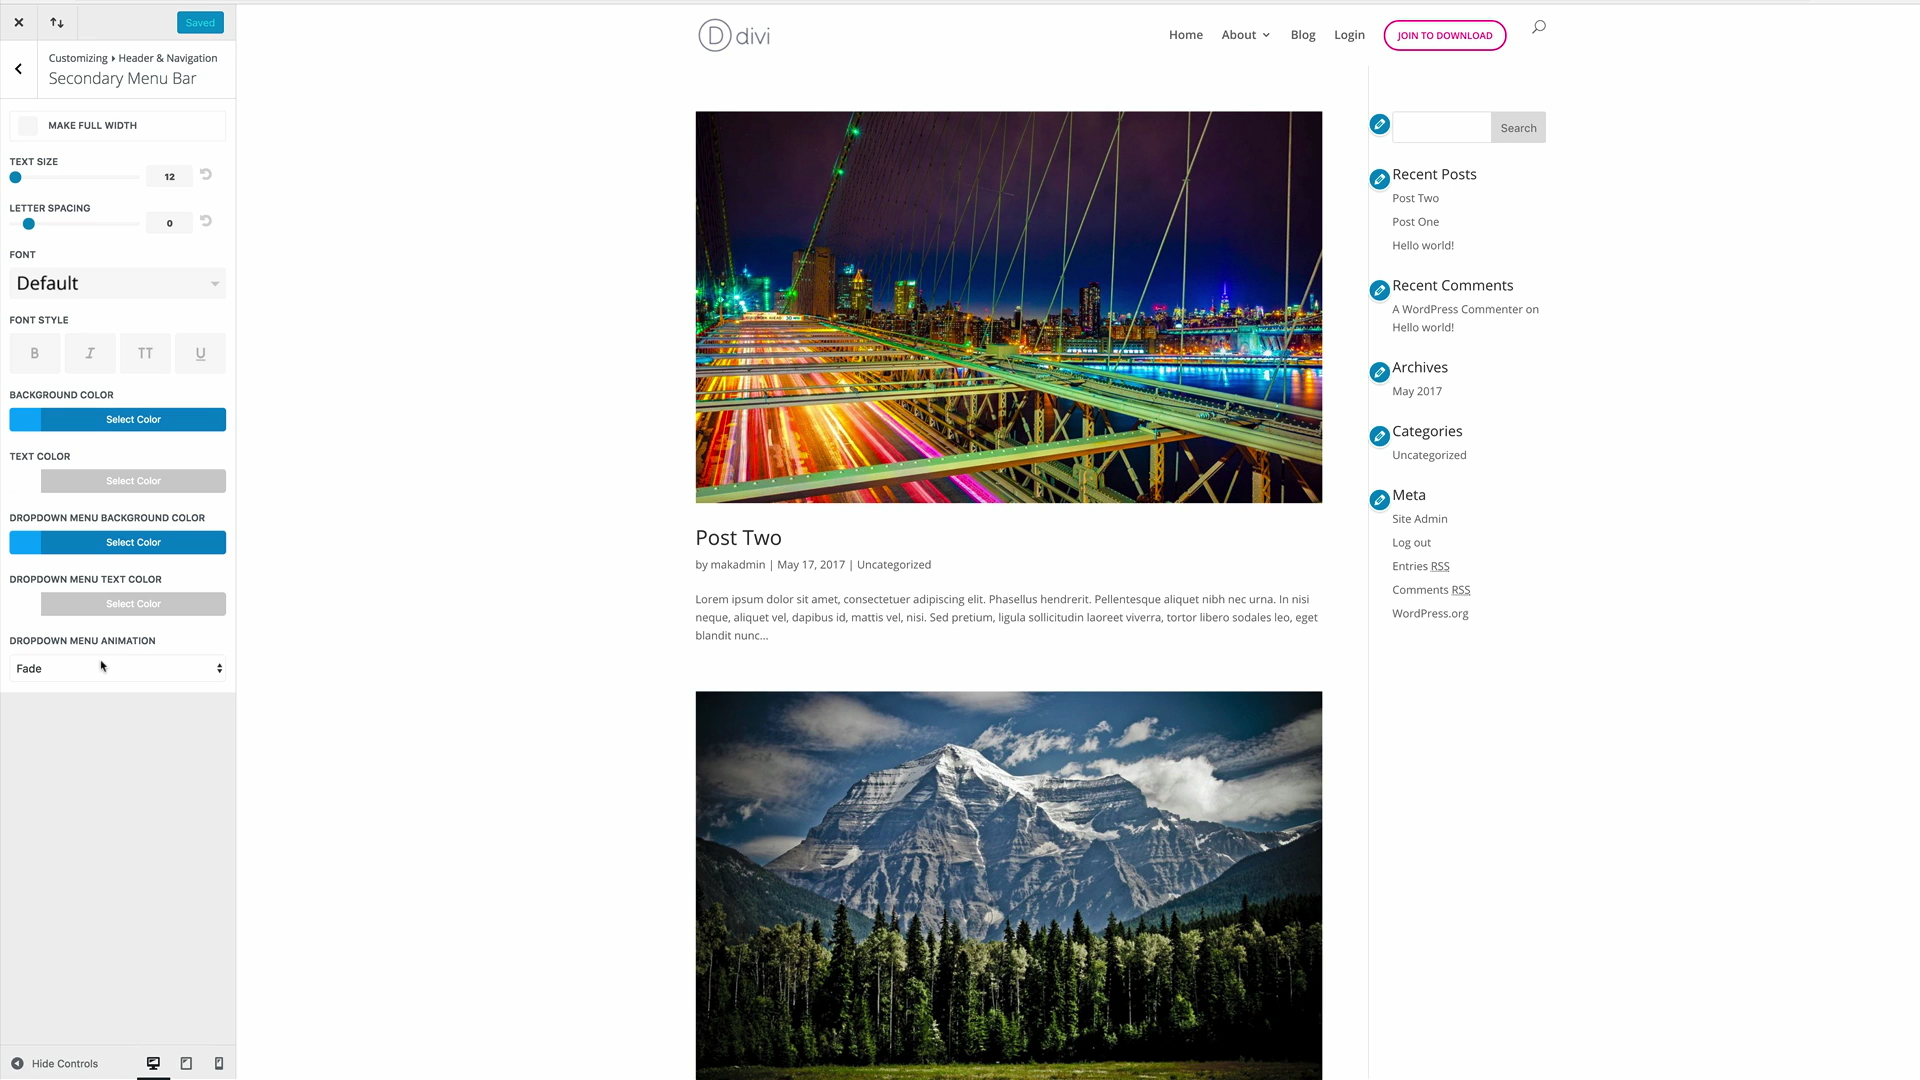 Saved
Customizing ▸ Header & Navigation
Secondary Menu Bar
MAKE FULL WIDTH
TEXT SIZE
12
LETTER SPACING
0
FONT
Default
FONT STYLE
B I TT U
BACKGROUND COLOR
Select Color
TEXT COLOR
Select Color
DROPDOWN MENU BACKGROUND COLOR
Select Color
DROPDOWN MENU TEXT COLOR
Select Color
DROPDOWN MENU ANIMATION
Fade
Hide Controls
D divi
Home About Blog Login JOIN TO DOWNLOAD
Post Two
by makadmin | May 17, 2017 | Uncategorized
Lorem ipsum dolor sit amet, consectetuer adipiscing elit. Phasellus hendrerit. Pellentesque aliquet nibh nec urna. In nisi
neque, aliquet vel, dapibus id, mattis vel, nisi. Sed pretium, ligula sollicitudin laoreet viverra, tortor libero sodales leo, eget
blandit nunc...
Search
Recent Posts
Post Two
Post One
Hello world!
Recent Comments
A WordPress Commenter on
Hello world!
Archives
May 2017
Categories
Uncategorized
Meta
Site Admin
Log out
Entries RSS
Comments RSS
WordPress.org